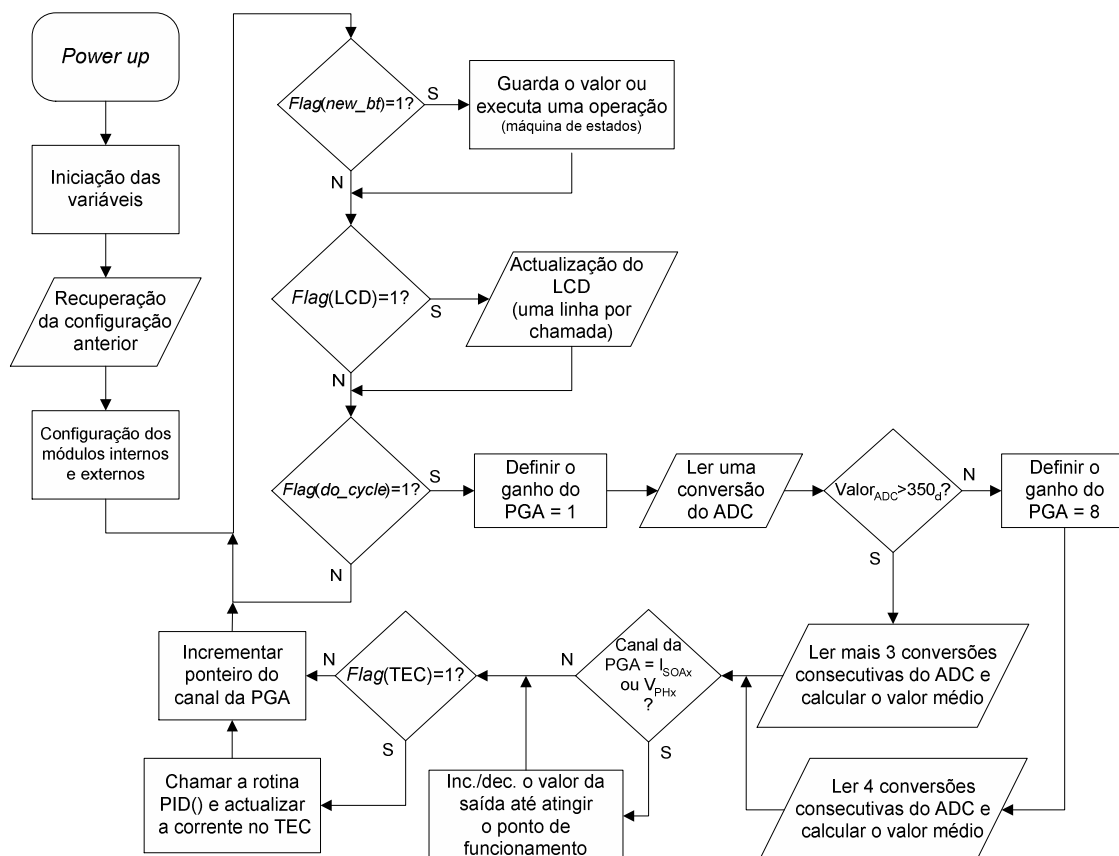 Power up
Iniciação das
variáveis
Recuperação
da configuração
anterior
Configuração dos
módulos internos
e externos
Flag(new_bt)=1?
S
N
Guarda o valor ou
executa uma operação
(máquina de estados)
Flag(LCD)=1?
S
N
Actualização do
LCD
(uma linha por
chamada)
Flag(do_cycle)=1?
S
N
Definir o
ganho do
PGA = 1
Ler uma
conversão
do ADC
Valor_ADC>350_d?
N
S
Definir o
ganho do
PGA = 8
Ler mais 3 conversões
consecutivas do ADC e
calcular o valor médio
Ler 4 conversões
consecutivas do ADC e
calcular o valor médio
Canal da
PGA = I_SOAx
ou V_PHx
?
N
S
Inc./dec. o valor da
saída até atingir
o ponto de
funcionamento
Flag(TEC)=1?
N
S
Chamar a rotina
PID() e actualizar
a corrente no TEC
Incrementar
ponteiro do
canal da PGA